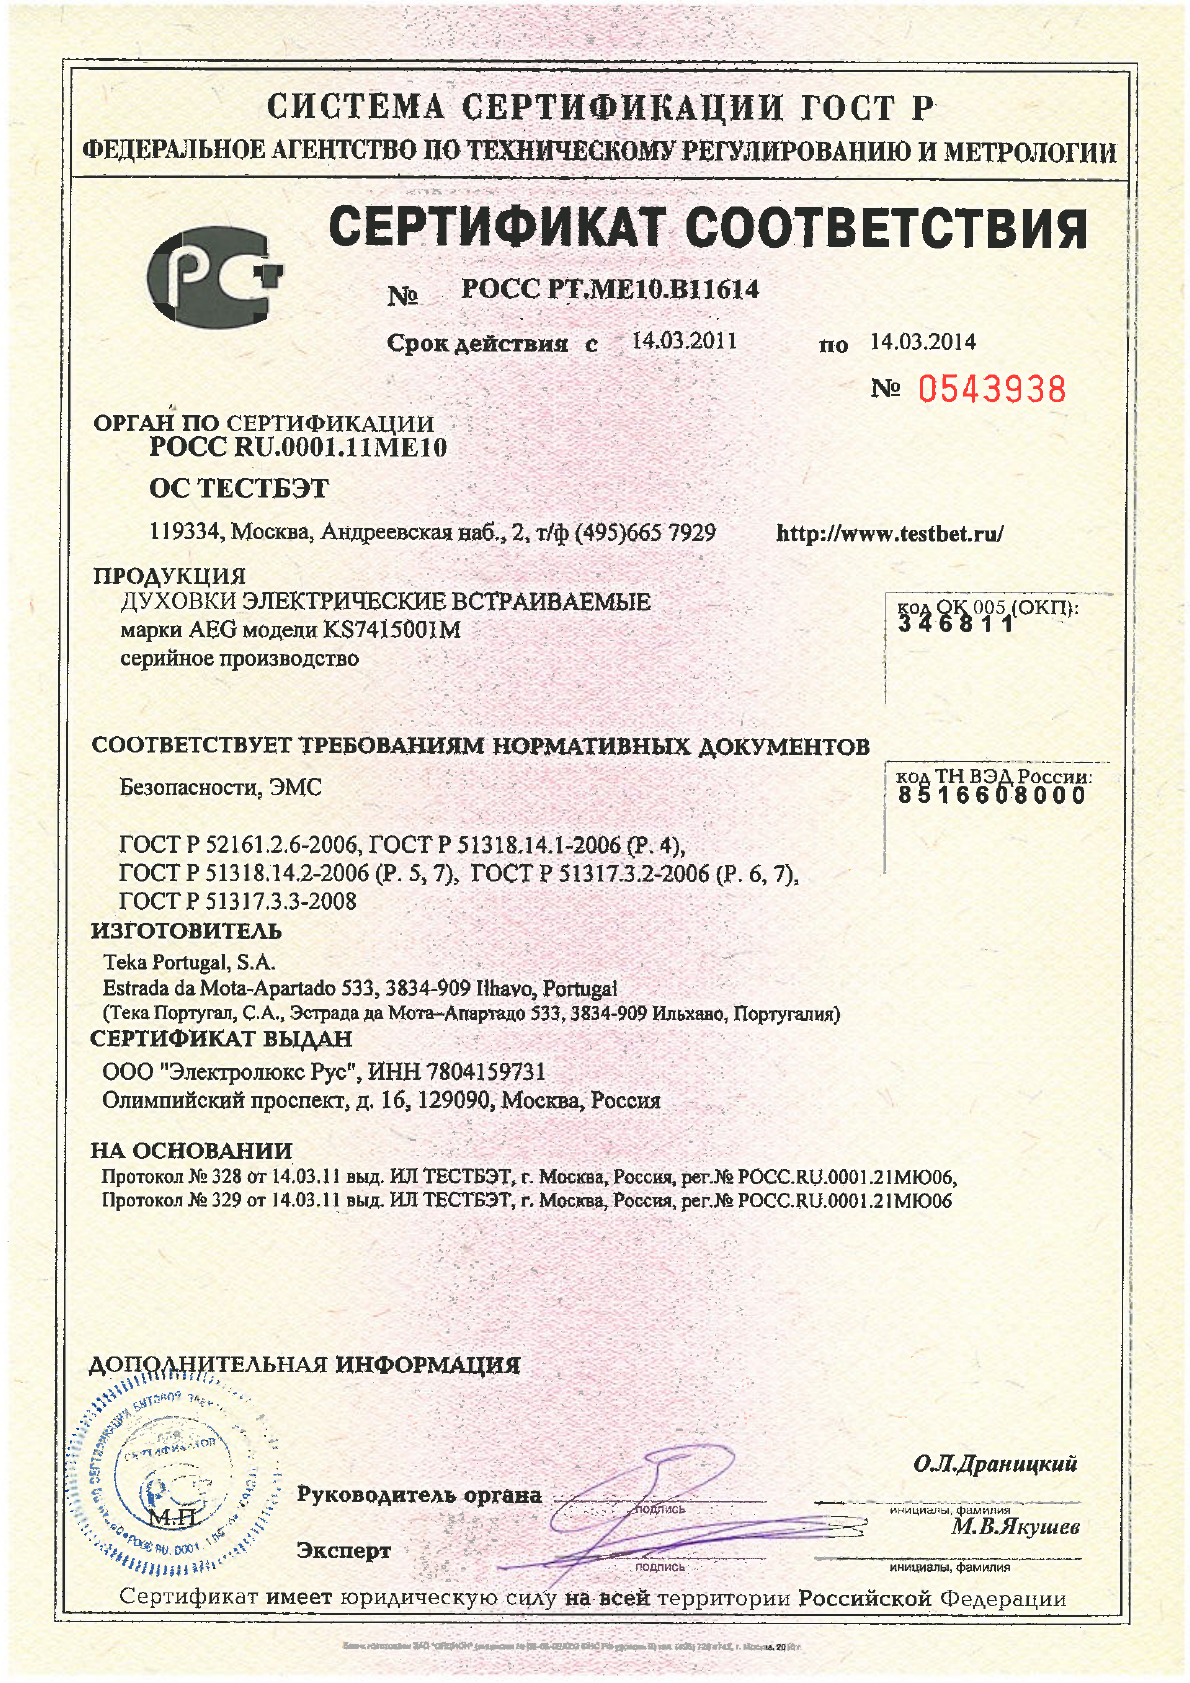 СИСТЕМА СЕРТИФИКАЦИИ ГОСТ Р
ФЕДЕРАЛЬНОЕ АГЕНТСТВО ПО ТЕХНИЧЕСКОМУ РЕГУЛИРОВАНИЮ И МЕТРОЛОГИИ
СЕРТИФИКАТ СООТВЕТСТВИЯ
№ РОСС РТ.МЕ10.В11614
Срок действия с 14.03.2011 по 14.03.2014
№ 0543938
ОРГАН ПО СЕРТИФИКАЦИИ
РОСС RU.0001.11МЕ10
ОС ТЕСТБЭТ
119334, Москва, Андреевская наб., 2, т/ф (495)665 7929 http://www.testbet.ru/
ПРОДУКЦИЯ
ДУХОВКИ ЭЛЕКТРИЧЕСКИЕ ВСТРАИВАЕМЫЕ
марки AEG модели KS7415001M
серийное производство
код ОК 005 (ОКП):
346811
СООТВЕТСТВУЕТ ТРЕБОВАНИЯМ НОРМАТИВНЫХ ДОКУМЕНТОВ
Безопасности, ЭМС
код ТН ВЭД России:
8516608000
ГОСТ Р 52161.2.6-2006, ГОСТ Р 51318.14.1-2006 (Р. 4),
ГОСТ Р 51318.14.2-2006 (Р. 5, 7), ГОСТ Р 51317.3.2-2006 (Р. 6, 7),
ГОСТ Р 51317.3.3-2008
ИЗГОТОВИТЕЛЬ
Teka Portugal, S.A.
Estrada da Mota-Apartado 533, 3834-909 Ilhavo, Portugal
(Тека Португал, С.А., Эстрада да Мота-Апартадо 533, 3834-909 Ильхаво, Португалия)
СЕРТИФИКАТ ВЫДАН
ООО "Электролюкс Рус", ИНН 7804159731
Олимпийский проспект, д. 16, 129090, Москва, Россия
НА ОСНОВАНИИ
Протокол № 328 от 14.03.11 выд. ИЛ ТЕСТБЭТ, г. Москва, Россия, рег.№ РОСС.RU.0001.21МЮ06,
Протокол № 329 от 14.03.11 выд. ИЛ ТЕСТБЭТ, г. Москва, Россия, рег.№ РОСС.RU.0001.21МЮ06
ДОПОЛНИТЕЛЬНАЯ ИНФОРМАЦИЯ
М.П.
О.Л.Драницкий
Руководитель органа
подпись
инициалы, фамилия
М.В.Якушев
Эксперт
подпись
инициалы, фамилия
Сертификат имеет юридическую силу на всей территории Российской Федерации